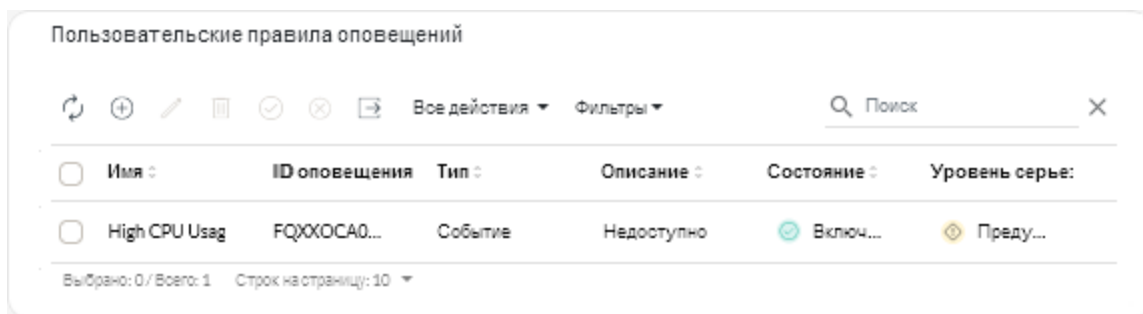 Пользовательские правила оповещений
Все действия Фильтры Поиск
Имя ID оповещения Тип Описание Состояние Уровень серье:
High CPU Usag FQXXOCA0... Событие Недоступно Включ... Преду...
Выбрано: 0 / Всего: 1 Строк на страницу: 10